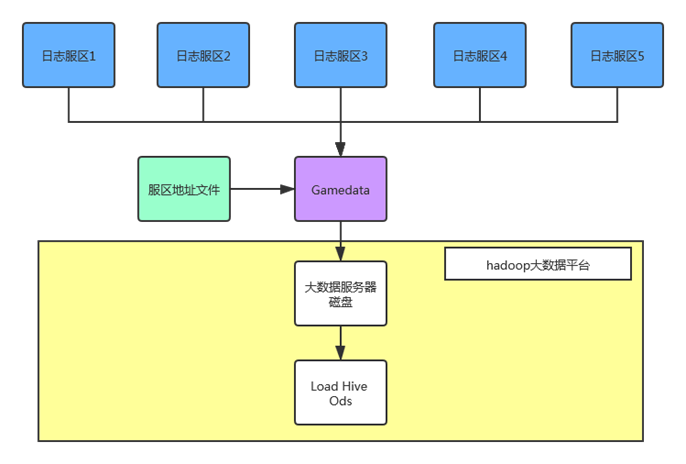 日志服区1
日志服区2
日志服区3
日志服区4
日志服区5
服区地址文件
Gamedata
hadoop大数据平台
大数据服务器
磁盘
Load Hive
Ods